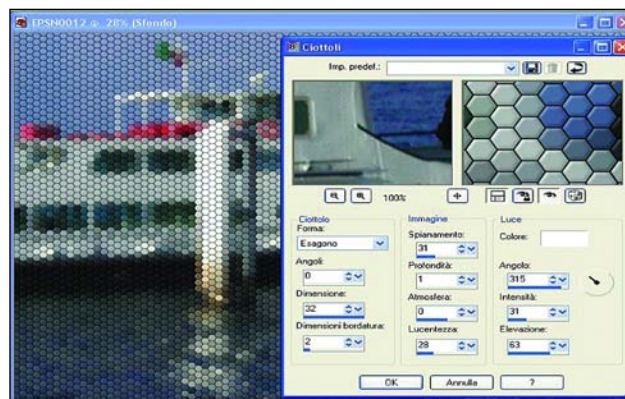 EPSN0012 @ 28% (Sfondo)
Ciottoli
Imp. predef.:
100%
Ciottolo
Forma:
Esagono
Angoli:
0
Dimensione:
32
Dimensioni bordatura:
2
Immagine
Spianamento:
31
Profondità:
1
Atmosfera:
0
Lucentezza:
28
Luce
Colore:
Angolo:
315
Intensità:
31
Elevazione:
63
OK
Annulla
?